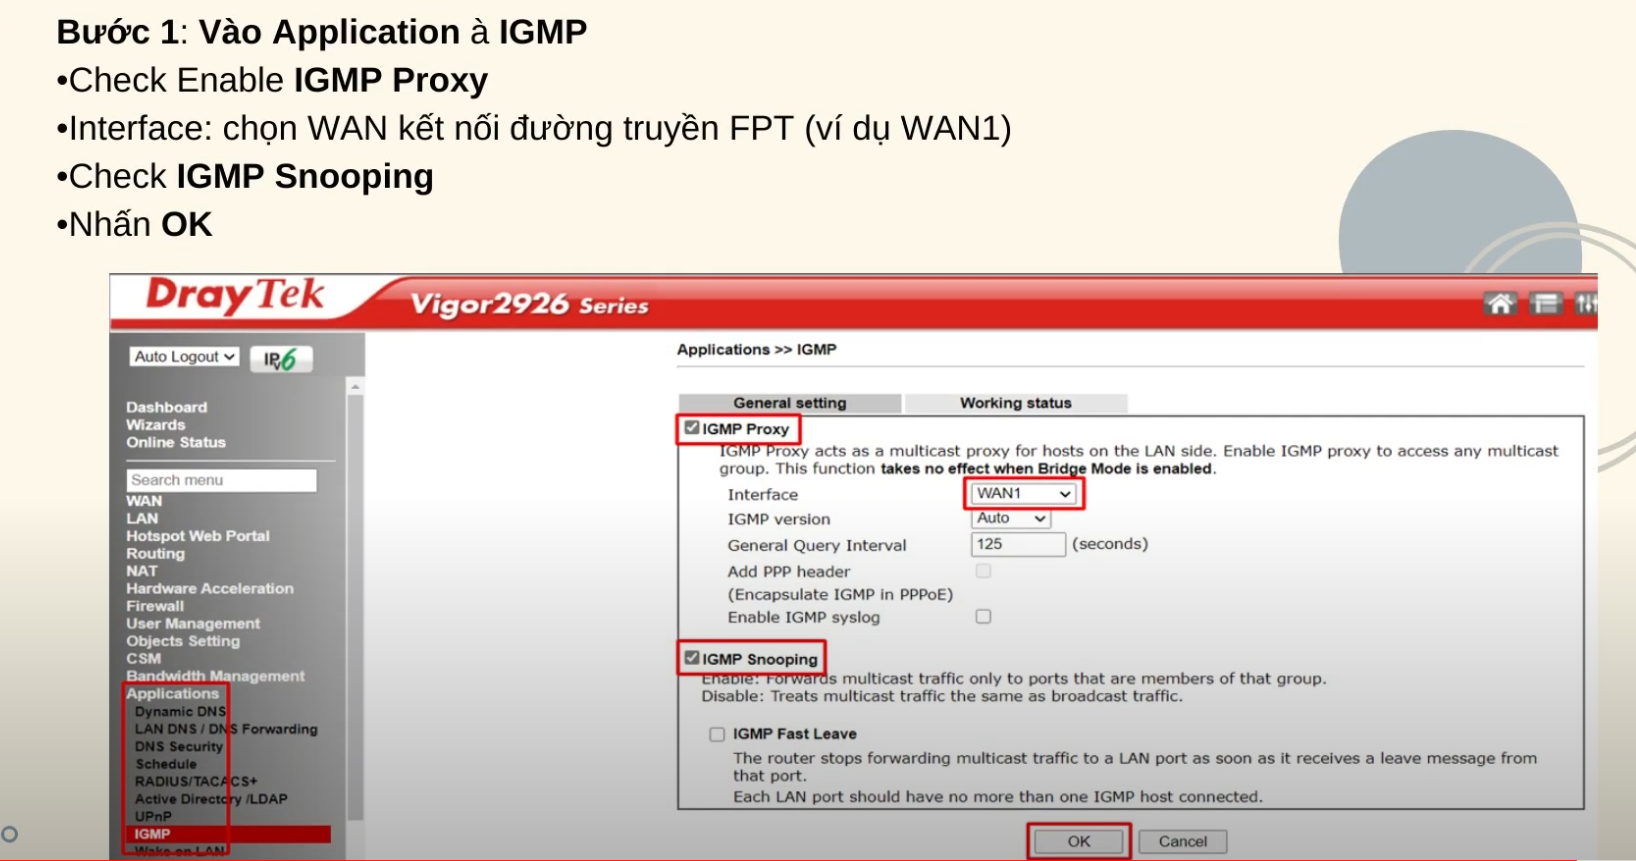 Bước 1: Vào Application à IGMP
•Check Enable IGMP Proxy
•Interface: chọn WAN kết nối đường truyền FPT (ví dụ WAN1)
•Check IGMP Snooping
•Nhấn OK
DrayTek
Vigor2926 Series
Auto Logout
IPv6
Dashboard
Wizards
Online Status
Search menu
WAN
LAN
Hotspot Web Portal
Routing
NAT
Hardware Acceleration
Firewall
User Management
Objects Setting
CSM
Bandwidth Management
Applications
Dynamic DNS
LAN DNS / DNS Forwarding
DNS Security
Schedule
RADIUS/TACACS+
Active Directory /LDAP
UPnP
IGMP
Wake on LAN
Applications >> IGMP
General setting Working status
IGMP Proxy
IGMP Proxy acts as a multicast proxy for hosts on the LAN side. Enable IGMP proxy to access any multicast
group. This function takes no effect when Bridge Mode is enabled.
Interface WAN1
IGMP version Auto
General Query Interval 125 (seconds)
Add PPP header
(Encapsulate IGMP in PPPoE)
Enable IGMP syslog
IGMP Snooping
Enable: Forwards multicast traffic only to ports that are members of that group.
Disable: Treats multicast traffic the same as broadcast traffic.
IGMP Fast Leave
The router stops forwarding multicast traffic to a LAN port as soon as it receives a leave message from
that port.
Each LAN port should have no more than one IGMP host connected.
OK Cancel